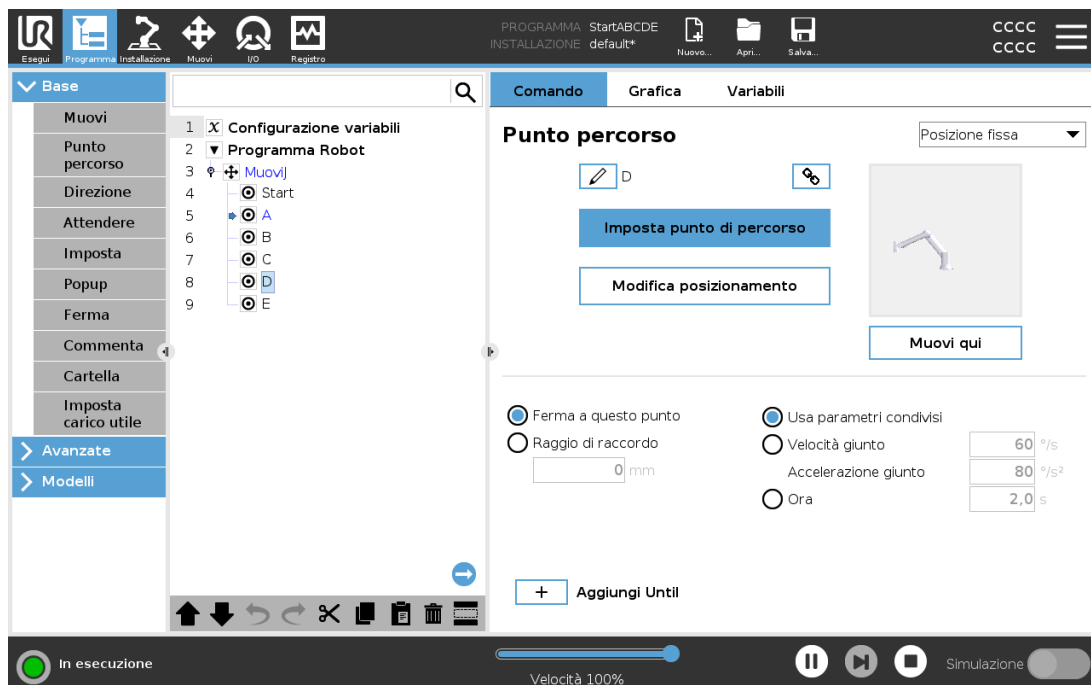 PROGRAMMA StartABCDE
INSTALLAZIONE default*
CCCC
CCCC
Esegui
Programma
Installazione
Muovi
I/O
Registro
Nuovo...
Apri...
Salva...
Base
Muovi
Punto
percorso
Direzione
Attendere
Imposta
Popup
Ferma
Commenta
Cartella
Imposta
carico utile
Avanzate
Modelli
1 X Configurazione variabili
2 ▼ Programma Robot
3 MuoviJ
4 Start
5 A
6 B
7 C
8 D
9 E
Comando
Grafica
Variabili
Punto percorso
Posizione fissa
D
Imposta punto di percorso
Modifica posizionamento
Muovi qui
Ferma a questo punto
Raggio di raccordo
0 mm
Usa parametri condivisi
Velocità giunto 60 °/s
Accelerazione giunto 80 °/s²
Ora 2,0 s
+ Aggiungi Until
In esecuzione
Velocità 100%
Simulazione